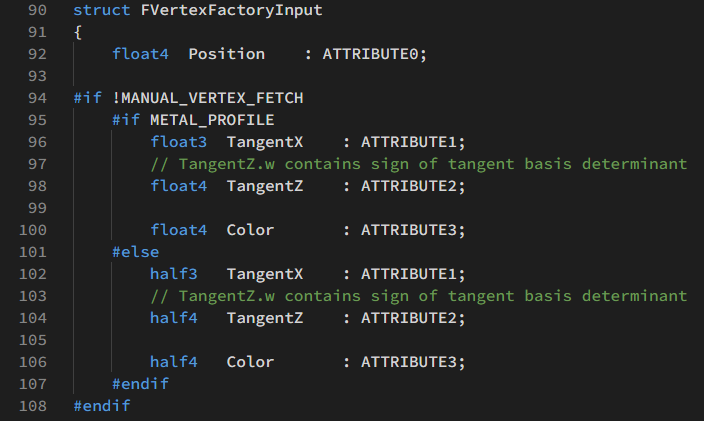 90 struct FVertexFactoryInput
91 {
92     float4  Position    : ATTRIBUTE0;
93
94 #if !MANUAL_VERTEX_FETCH
95     #if METAL_PROFILE
96         float3  TangentX    : ATTRIBUTE1;
97         // TangentZ.w contains sign of tangent basis determinant
98         float4  TangentZ    : ATTRIBUTE2;
99
100         float4  Color       : ATTRIBUTE3;
101     #else
102         half3   TangentX    : ATTRIBUTE1;
103         // TangentZ.w contains sign of tangent basis determinant
104         half4   TangentZ    : ATTRIBUTE2;
105
106         half4   Color       : ATTRIBUTE3;
107     #endif
108 #endif